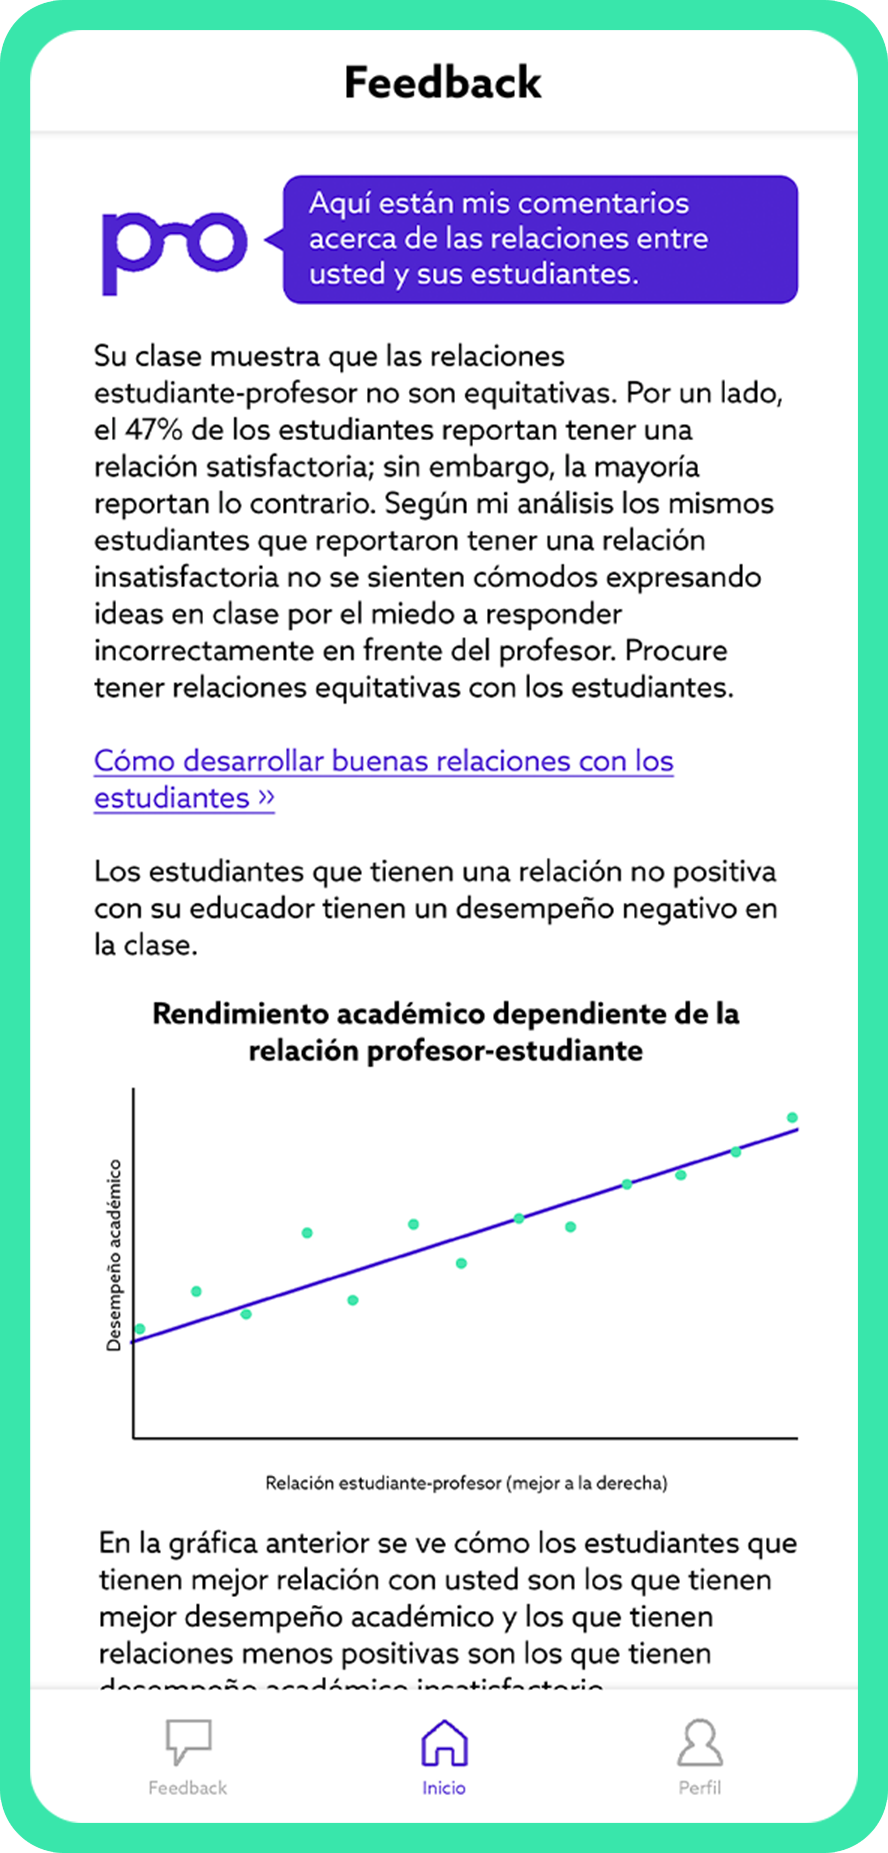 Feedback
po
Aquí están mis comentarios
acerca de las relaciones entre
usted y sus estudiantes.
Su clase muestra que las relaciones
estudiante-profesor no son equitativas. Por un lado,
el 47% de los estudiantes reportan tener una
relación satisfactoria; sin embargo, la mayoría
reportan lo contrario. Según mi análisis los mismos
estudiantes que reportaron tener una relación
insatisfactoria no se sienten cómodos expresando
ideas en clase por el miedo a responder
incorrectamente en frente del profesor. Procure
tener relaciones equitativas con los estudiantes.
Cómo desarrollar buenas relaciones con los
estudiantes »
Los estudiantes que tienen una relación no positiva
con su educador tienen un desempeño negativo en
la clase.
Rendimiento académico dependiente de la
relación profesor-estudiante
Desempeño académico
Relación estudiante-profesor (mejor a la derecha)
En la gráfica anterior se ve cómo los estudiantes que
tienen mejor relación con usted son los que tienen
mejor desempeño académico y los que tienen
relaciones menos positivas son los que tienen
desempeño académico insatisfactorio
Feedback
Inicio
Perfil